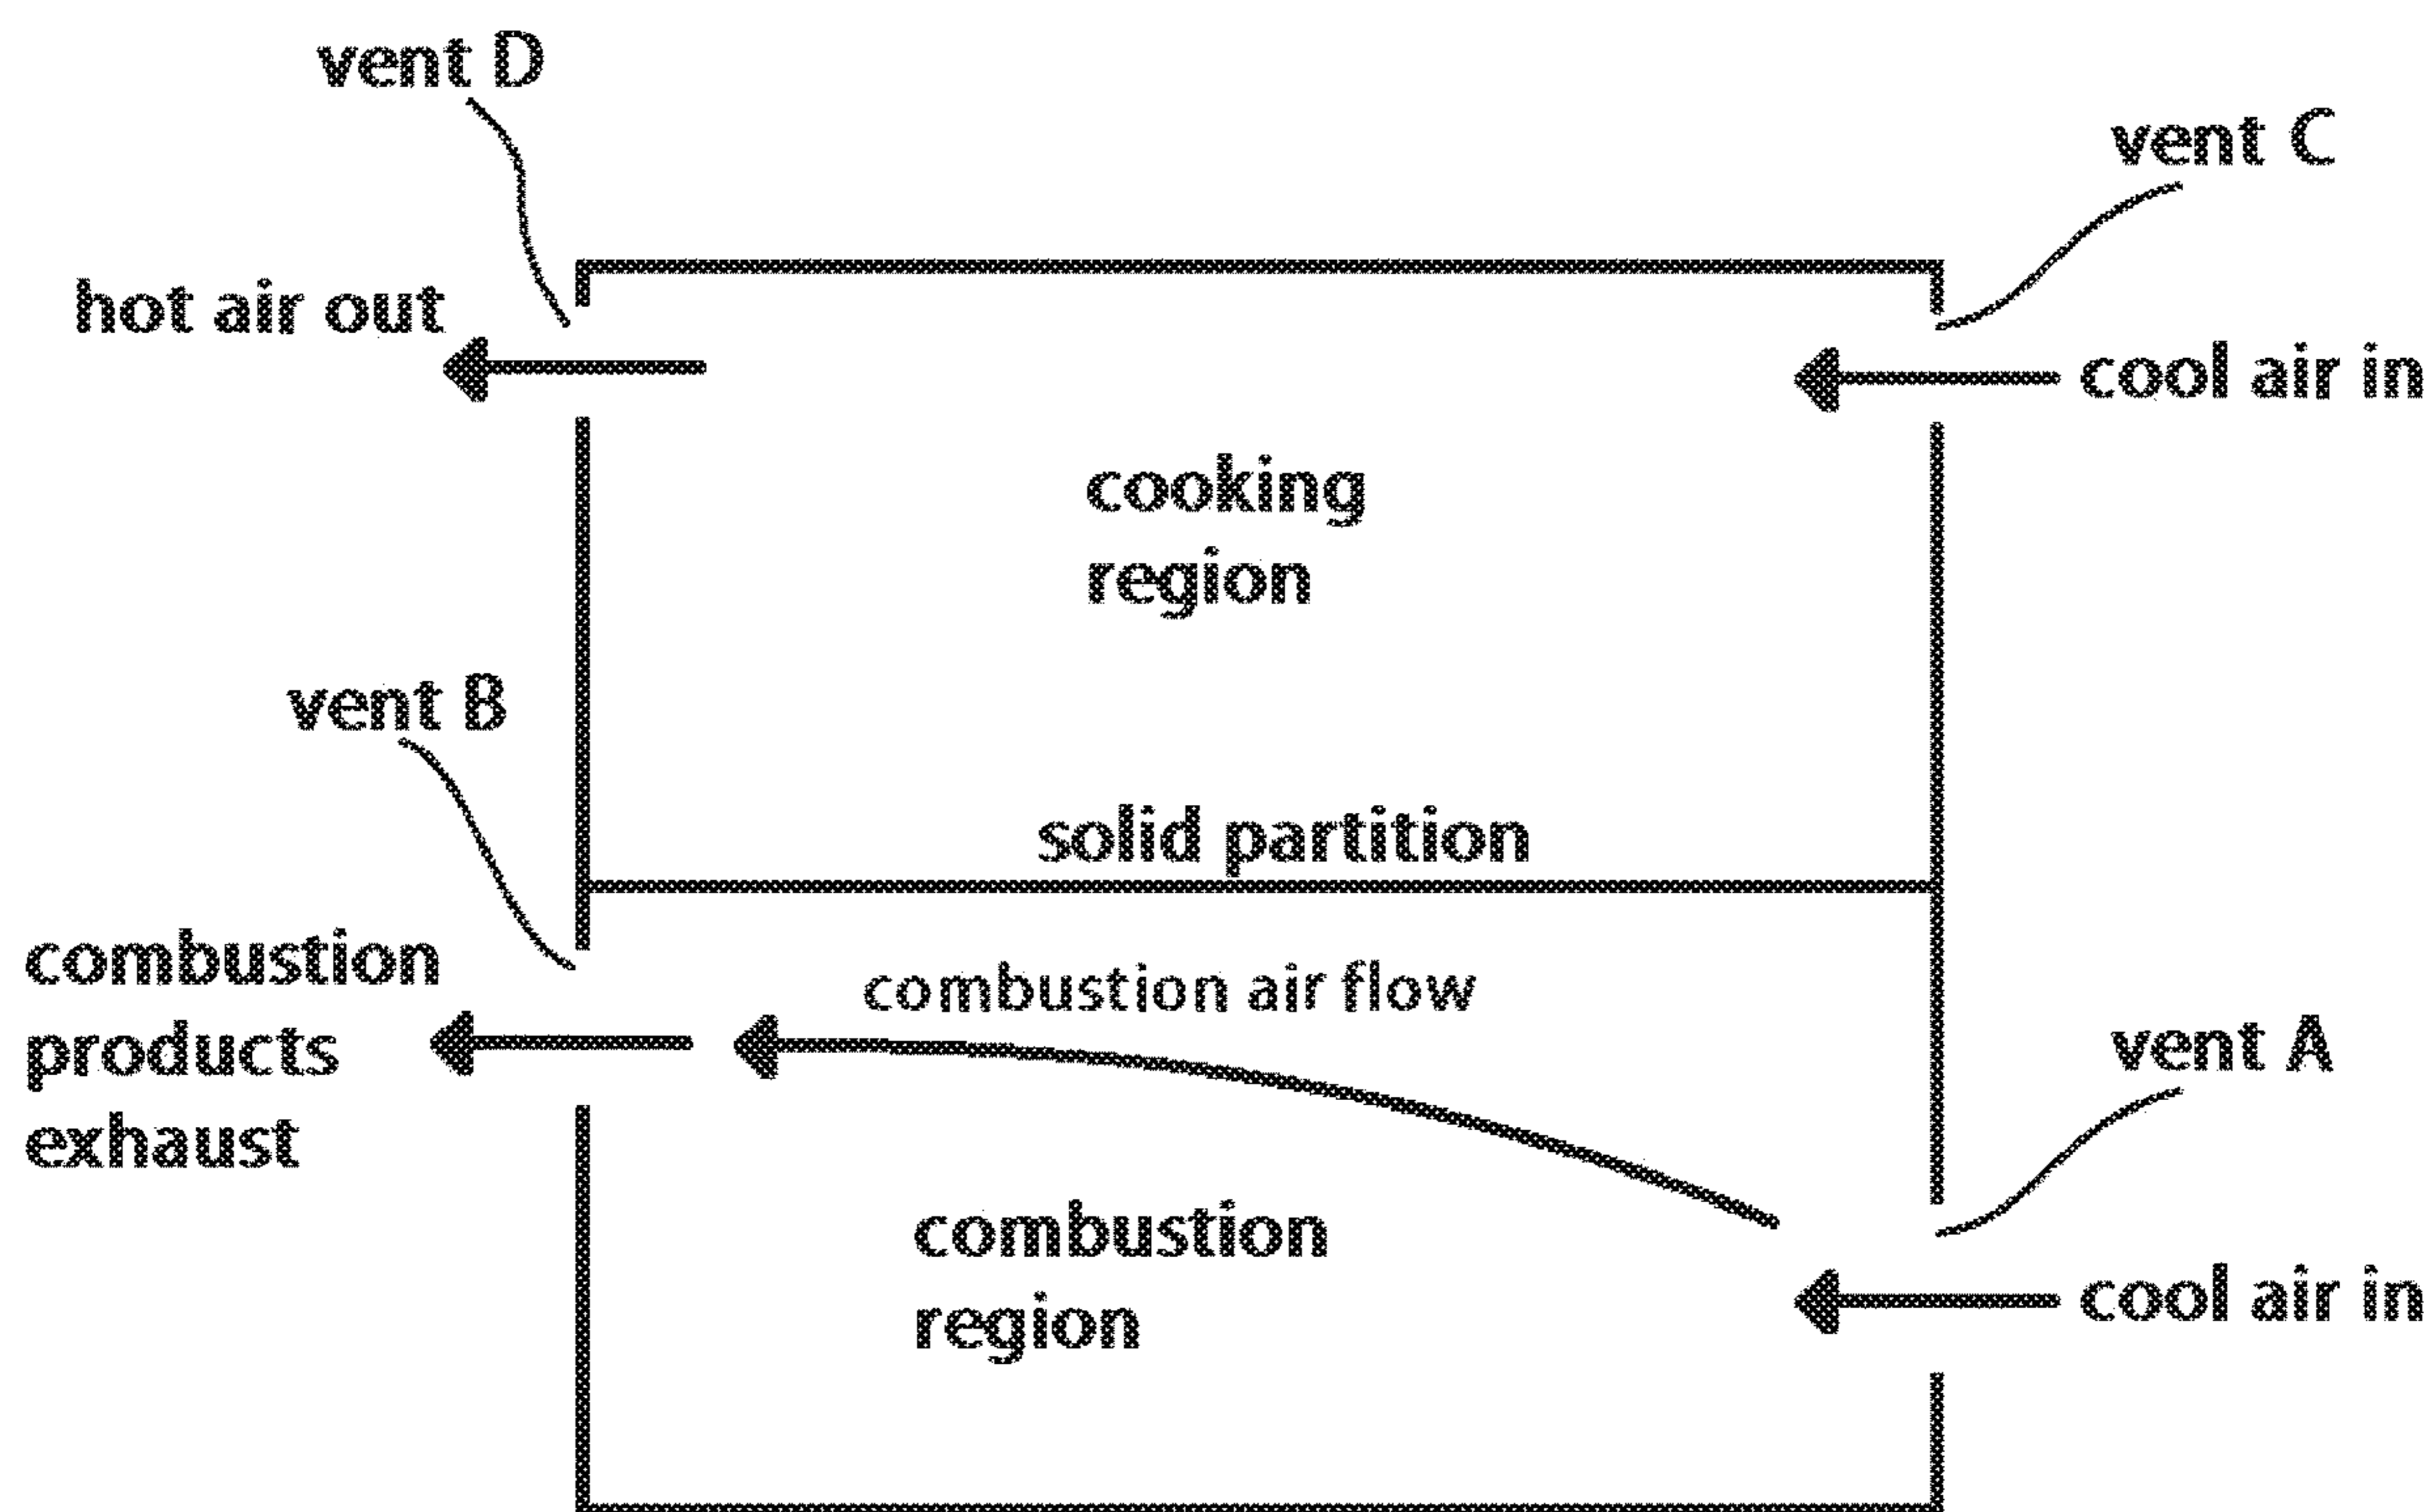 vent D
vent C
hot air out
cool air in
cooking
region
vent B
solid partition
combustion
products
exhaust
combustion air flow
vent A
combustion
region
cool air in